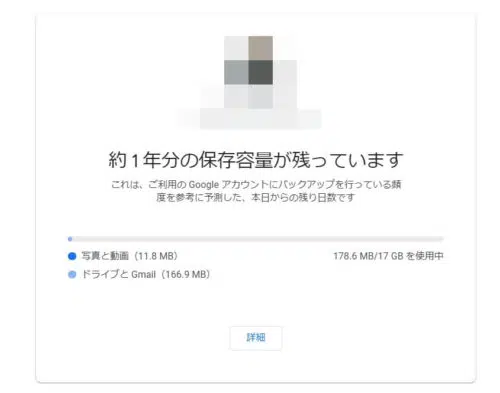 約1年分の保存容量が残っています
これは、ご利用の Google アカウントにバックアップを行っている頻
度を参考に予測した、本日からの残り日数です
写真と動画（11.8 MB）
178.6 MB/17 GB を使用中
ドライブと Gmail（166.9 MB）
詳細